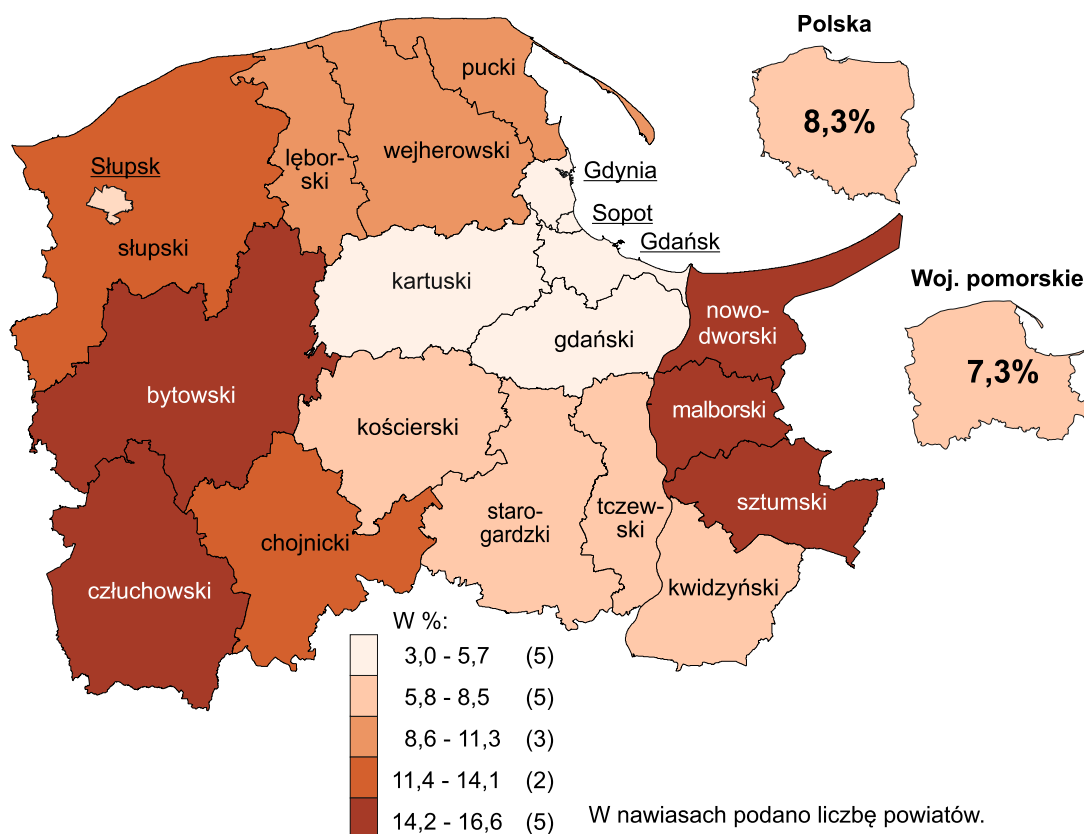 Polska
8,3%
pucki
wejherowski
lębor-
ski
Słupsk
słupski
Gdynia
Sopot
Gdańsk
kartuski
gdański
nowo-
dworski
Woj. pomorskie
7,3%
bytowski
kościerski
malborski
sztumski
staro-
gardzki
tczew-
ski
chojnicki
człuchowski
kwidzyński
W %:
3,0 - 5,7 (5)
5,8 - 8,5 (5)
8,6 - 11,3 (3)
11,4 - 14,1 (2)
14,2 - 16,6 (5)
W nawiasach podano liczbę powiatów.